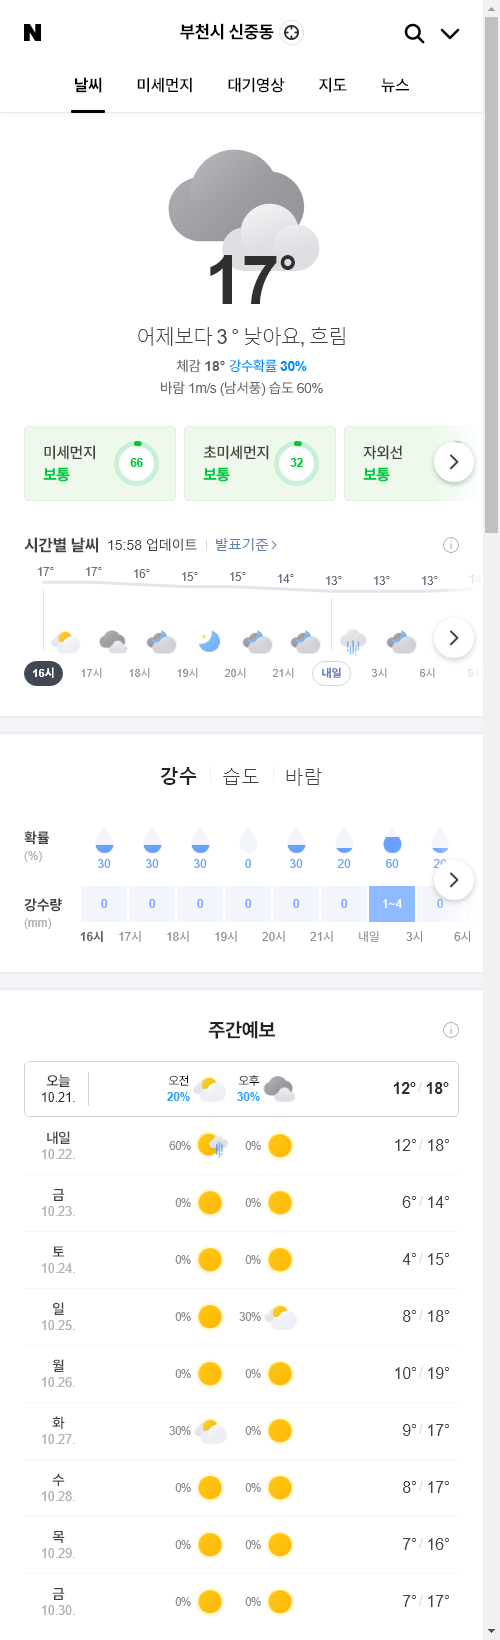 N 부천시 신중동
날씨 미세먼지 대기영상 지도 뉴스
17°
어제보다 3 ° 낮아요, 흐림
체감 18° 강수확률 30%
바람 1m/s (남서풍) 습도 60%
미세먼지 보통 66
초미세먼지 보통 32
자외선 보통
시간별 날씨 15:58 업데이트 발표기준 >
17° 17° 16° 15° 15° 14° 13° 13° 13° 14
16시 17시 18시 19시 20시 21시 내일 3시 6시 9
강수 습도 바람
확률 (%)
30 30 30 0 30 20 60 20
강수량 (mm)
0 0 0 0 0 0 1~4 0
16시 17시 18시 19시 20시 21시 내일 3시 6시
주간예보
오늘 10.21. 오전 20% 오후 30% 12° / 18°
내일 10.22. 60% 0% 12° / 18°
금 10.23. 0% 0% 6° / 14°
토 10.24. 0% 0% 4° / 15°
일 10.25. 0% 30% 8° / 18°
월 10.26. 0% 0% 10° / 19°
화 10.27. 30% 0% 9° / 17°
수 10.28. 0% 0% 8° / 17°
목 10.29. 0% 0% 7° / 16°
금 10.30. 0% 0% 7° / 17°